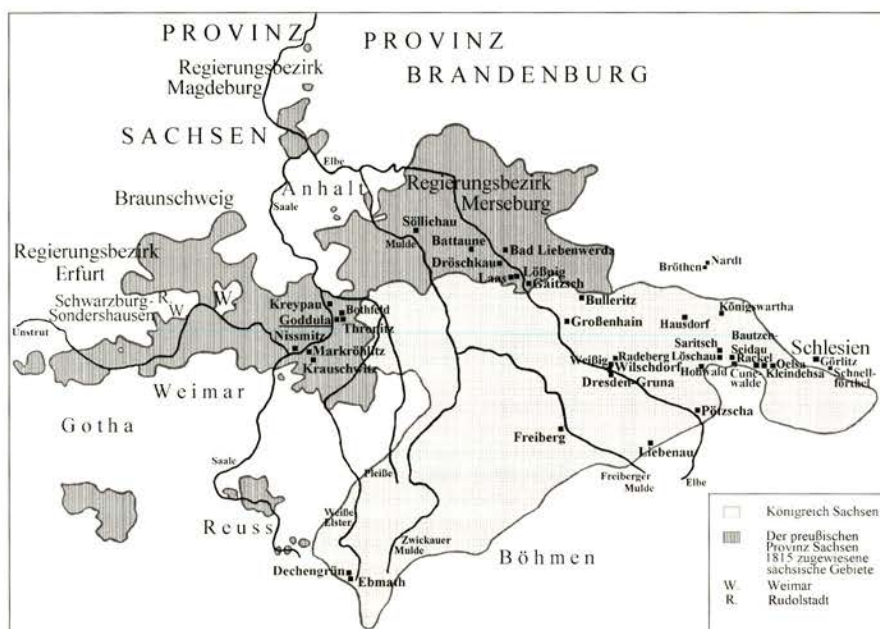 PROVINZ
PROVINZ
BRANDENBURG
Regierungsbezirk
Magdeburg
SACHSEN
Elbe
Anhalt
Saale
Braunschweig
Regierungsbezirk
Merseburg
Söllichau
Mulde
Battaune
Bad Liebenwerda
Dröschkau
Laas
Lößnig
Gaitzsch
Regierungsbezirk
Erfurt
Schwarzburg-
Sondershausen
R.
W.
W.
Unstrut
Kreypau
Bothfeld
Goddula
Thronitz
Nissmitz
Markröhlitz
Krauschwitz
Bröthen
Nardt
Bulleritz
Königswartha
Großenhain
Hausdorf
Saritsch
Bautzen-
Seidau
Schlesien
Weißig
Radeberg
Löschau
Rackel
Görlitz
Wilschdorf
Cune-
walde
Oelsa
Kleindehsa
Schnell-
förthel
Dresden-Gruna
Weimar
Gotha
Pötzscha
Freiberg
Liebenau
Saale
Pleiße
Freiberger
Mulde
Elbe
Reuss
Weiße
Elster
Zwickauer
Mulde
Böhmen
Dechengrün
Ebmath
Königreich Sachsen
Der preußischen
Provinz Sachsen
1815 zugewiesene
sächsische Gebiete
W. Weimar
R. Rudolstadt